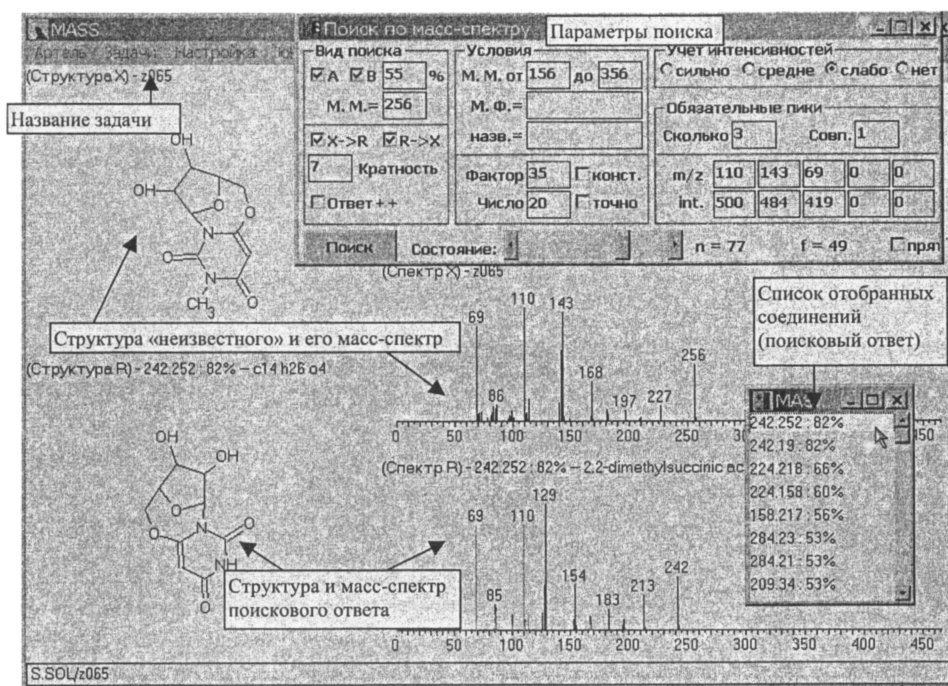 MASS
Артель Задачи Настройка
(Структура X) - z065
Название задачи
Поиск по масс-спектру
Параметры поиска
Вид поиска
A B 55 %
М. М.= 256
X->R R->X
7 Кратность
Ответ + +
Поиск
Условия
М. М. от 156 до 356
М. Ф.=
назв.=
Фактор 35 конст.
Число 20 точно
Состояние:
Учет интенсивностей
сильно средне слабо нет
Обязательные пики
Сколько 3 Совп. 1
m/z 110 143 69 0 0
int. 500 484 419 0 0
n = 77 f = 49 прят
OH
OH
O
O
N
O
N
O
CH3
(Спектр X) - z065
69
110
143
86
168
197
227
256
0 50 100 150 200 250 300 350 400 450
Структура «неизвестного» и его масс-спектр
Список отобранных
соединений
(поисковый ответ)
MASS
242.252 : 82%
242.19 : 82%
224.218 : 66%
224.158 : 60%
158.217 : 56%
284.23 : 53%
284.21 : 53%
209.34 : 53%
(Структура R) - 242.252 : 82% – c14 h26 o4
OH
OH
O
O
N
O
NH
O
(Спектр R) - 242.252 : 82% – 2,2-dimethylsuccinic ac
69
110
129
85
154
183
213
242
0 50 100 150 200 250 300 350 400 450
Структура и масс-спектр
поискового ответа
S.SOL/z065